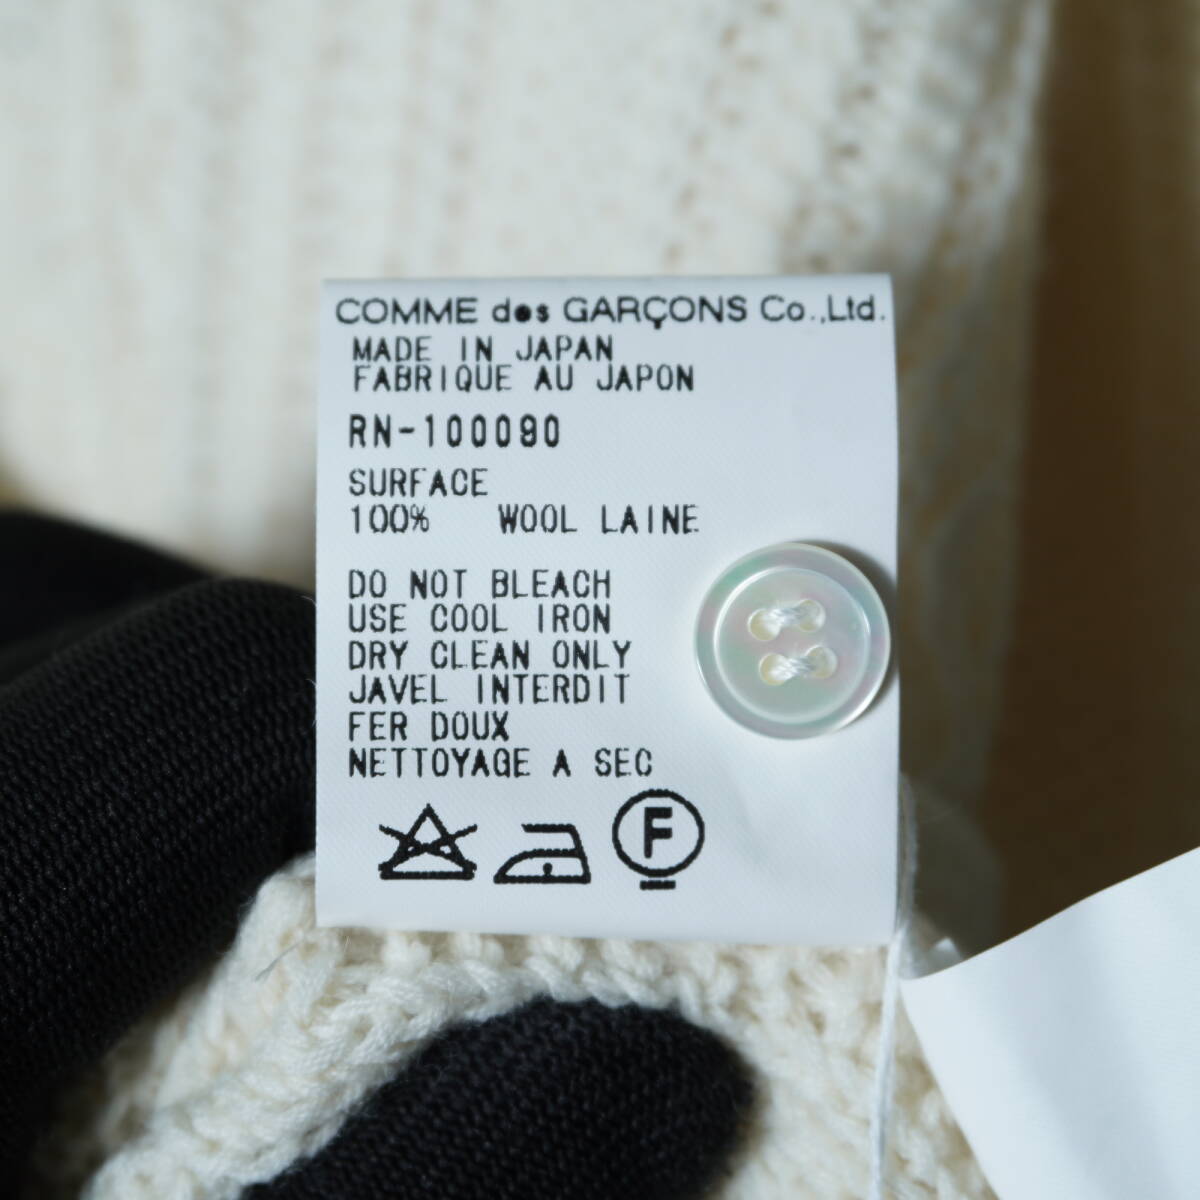 COMME des GARÇONS Co.,Ltd.
MADE IN JAPAN
FABRIQUE AU JAPON
RN-100090
SURFACE
100% WOOL LAINE
DO NOT BLEACH
USE COOL IRON
DRY CLEAN ONLY
JAVEL INTERDIT
FER DOUX
NETTOYAGE A SEC
F